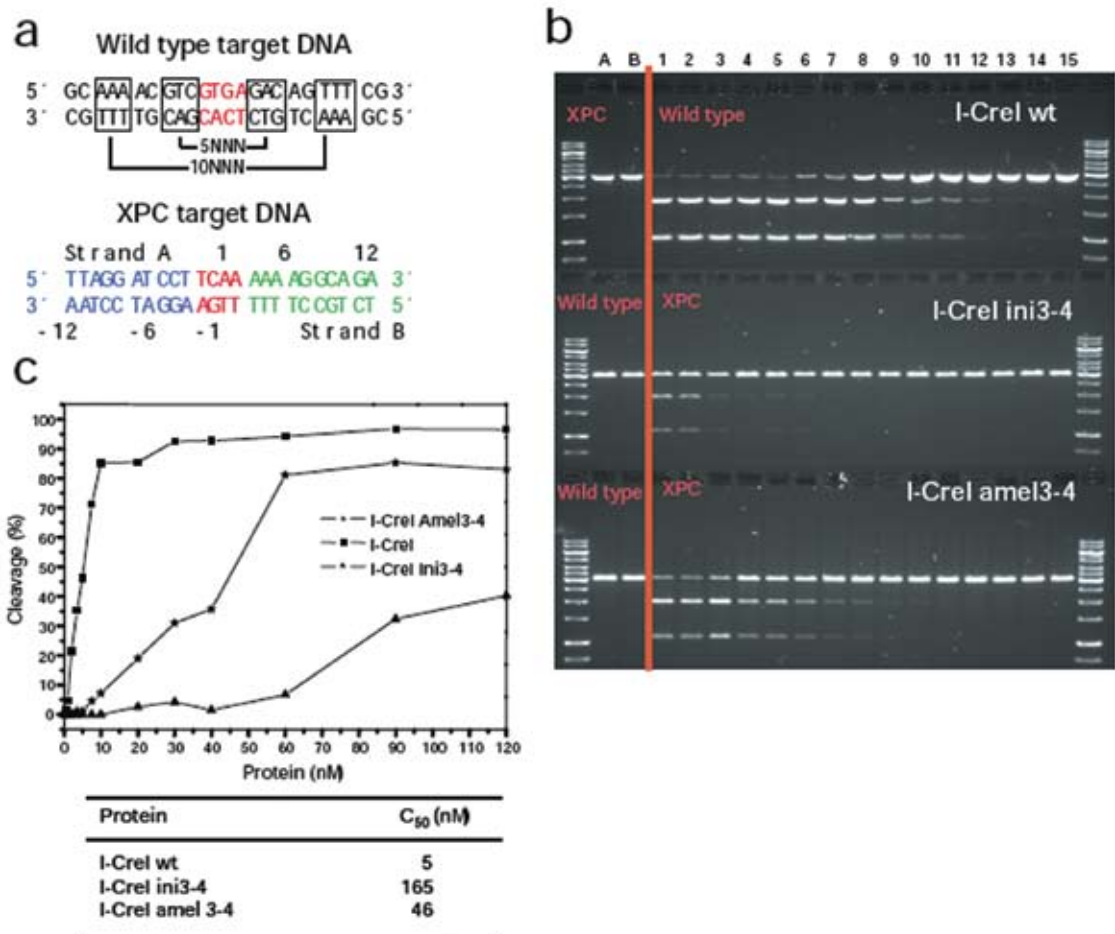 a
Wild type target DNA
5´ GC AAA AC GTC GTGA GAC AG TTT CG 3´
3´ CG TTT TG CAG CACT CTG TC AAA GC 5´
5NNN
10NNN
XPC target DNA
Strand A 1 6 12
5´ TTAGG AT CCT TCAA AAA AGGCA GA 3´
3´ AATCC TA GGA AGTT TTT TCCGT CT 5´
-12 -6 -1 Strand B
b
A B 1 2 3 4 5 6 7 8 9 10 11 12 13 14 15
XPC Wild type I-CreI wt
Wild type XPC I-CreI ini3-4
Wild type XPC I-CreI amel3-4
c
100
90
80
70
60
50
40
30
20
10
0
Cleavage (%)
I-CreI Amel3-4
I-CreI
I-CreI Ini3-4
0 10 20 30 40 50 60 70 80 90 100 110 120
Protein (nM)
Protein C50 (nM)
I-CreI wt 5
I-CreI ini3-4 165
I-CreI amel 3-4 46